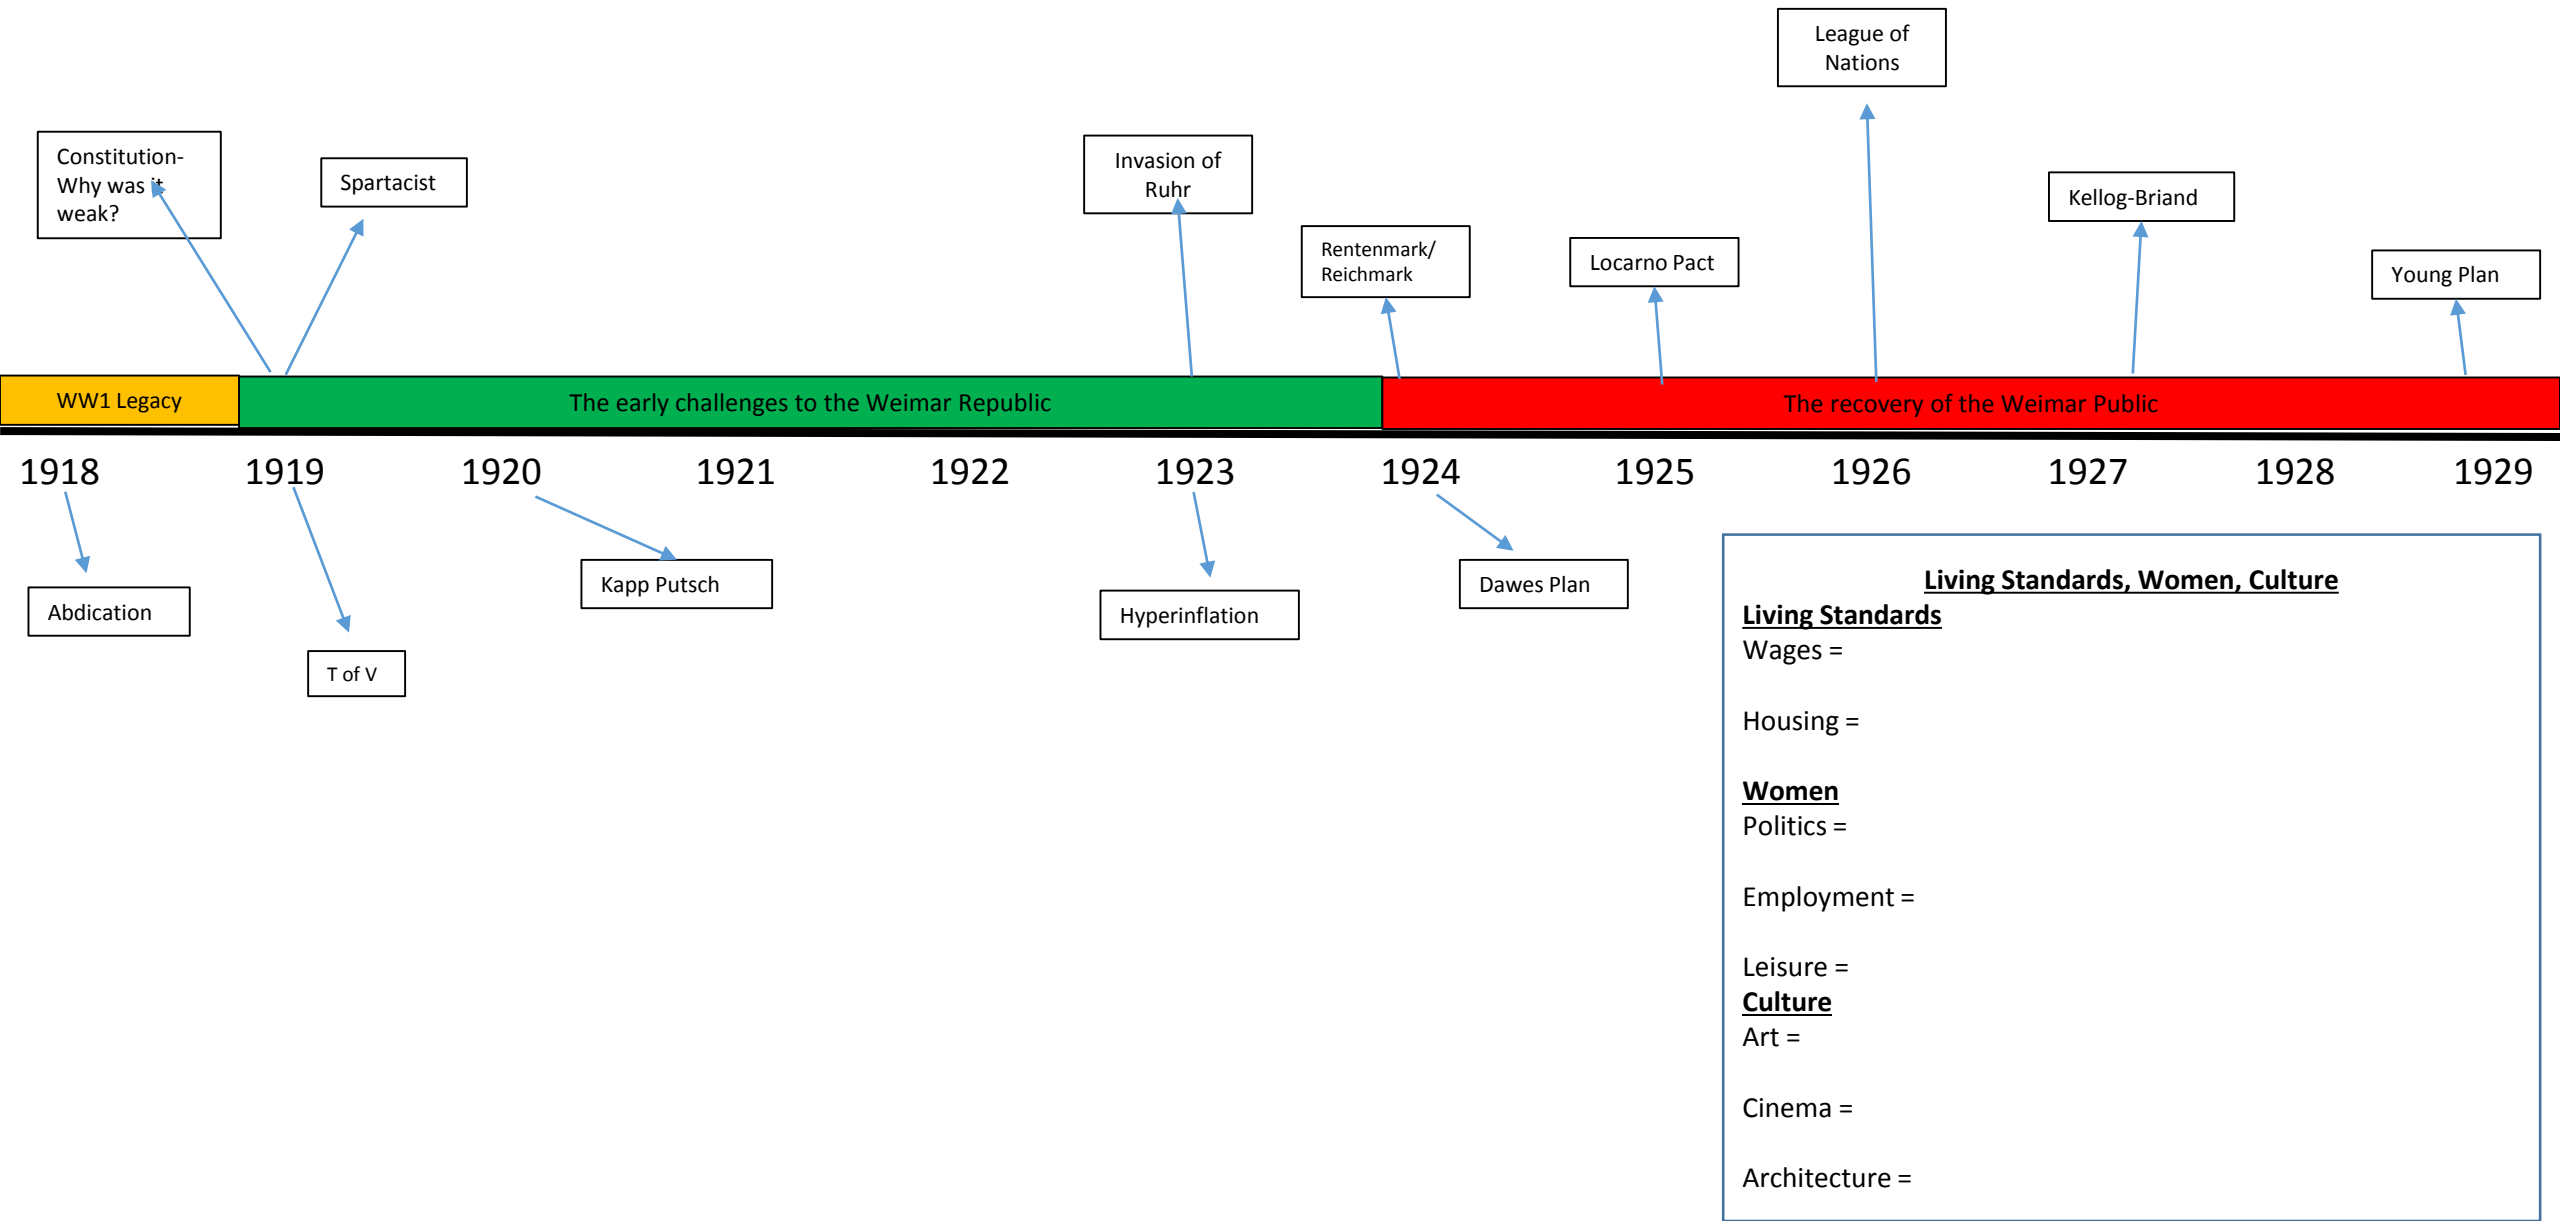 League of
Nations
Constitution-
Why was it
weak?
Spartacist
Invasion of
Ruhr
Kellog-Briand
Rentenmark/
Reichmark
Locarno Pact
Young Plan
WW1 Legacy
The early challenges to the Weimar Republic
The recovery of the Weimar Public
1918
1919
1920
1921
1922
1923
1924
1925
1926
1927
1928
1929
Abdication
T of V
Kapp Putsch
Hyperinflation
Dawes Plan
Living Standards, Women, Culture
Living Standards
Wages =
Housing =
Women
Politics =
Employment =
Leisure =
Culture
Art =
Cinema =
Architecture =